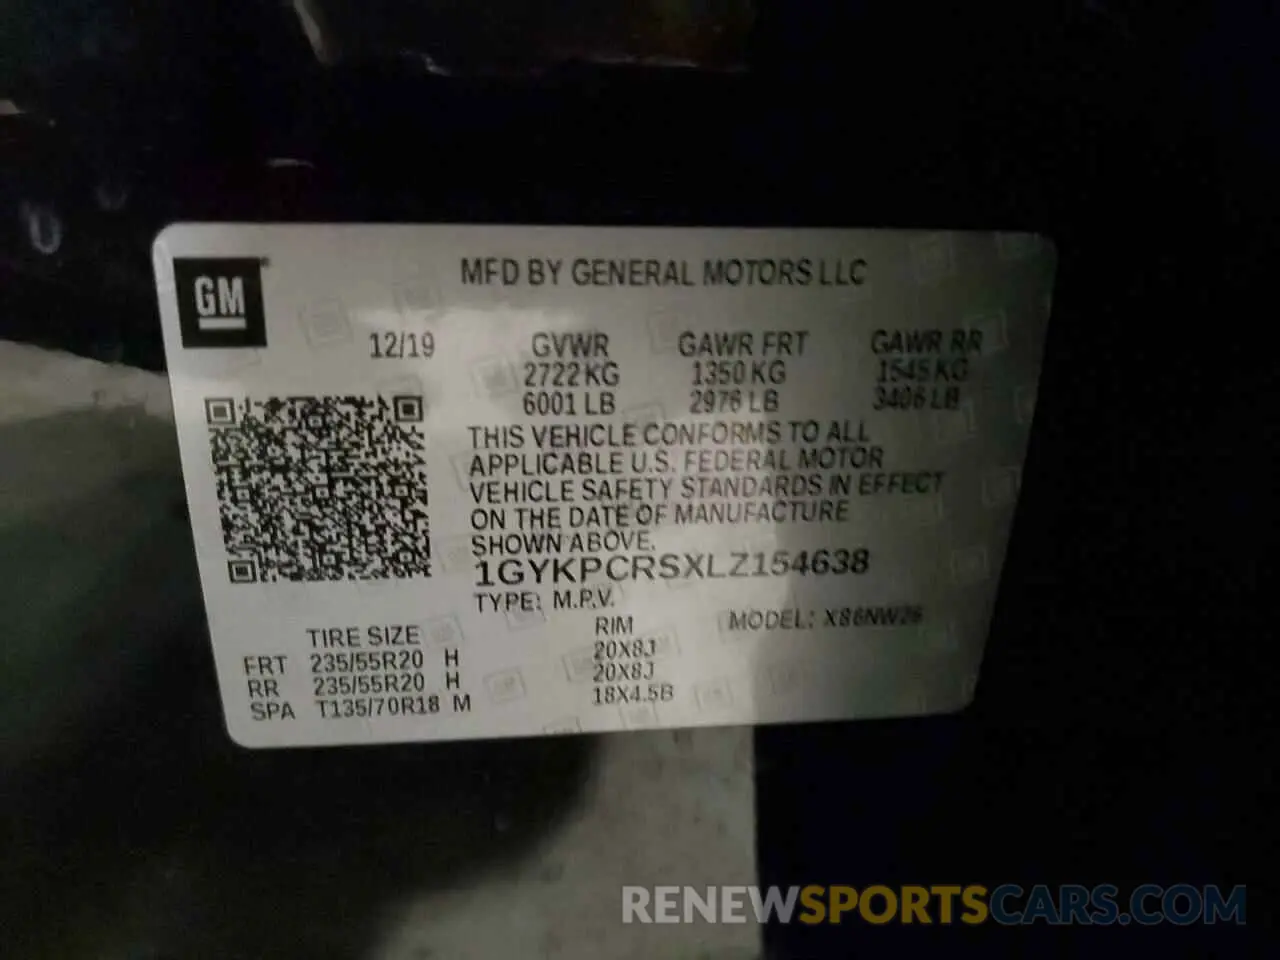 GM
MFD BY GENERAL MOTORS LLC
12/19 GVWR GAWR FRT GAWR RR
2722 KG 1350 KG 1545 KG
6001 LB 2976 LB 3406 LB
THIS VEHICLE CONFORMS TO ALL
APPLICABLE U.S. FEDERAL MOTOR
VEHICLE SAFETY STANDARDS IN EFFECT
ON THE DATE OF MANUFACTURE
SHOWN ABOVE.
1GYKPCRSXLZ154638
TYPE: M.P.V.
MODEL: X86NW26
TIRE SIZE RIM
FRT 235/55R20 H 20X8J
RR 235/55R20 H 20X8J
SPA T135/70R18 M 18X4.5B
RENEWSPORTSCARS.COM